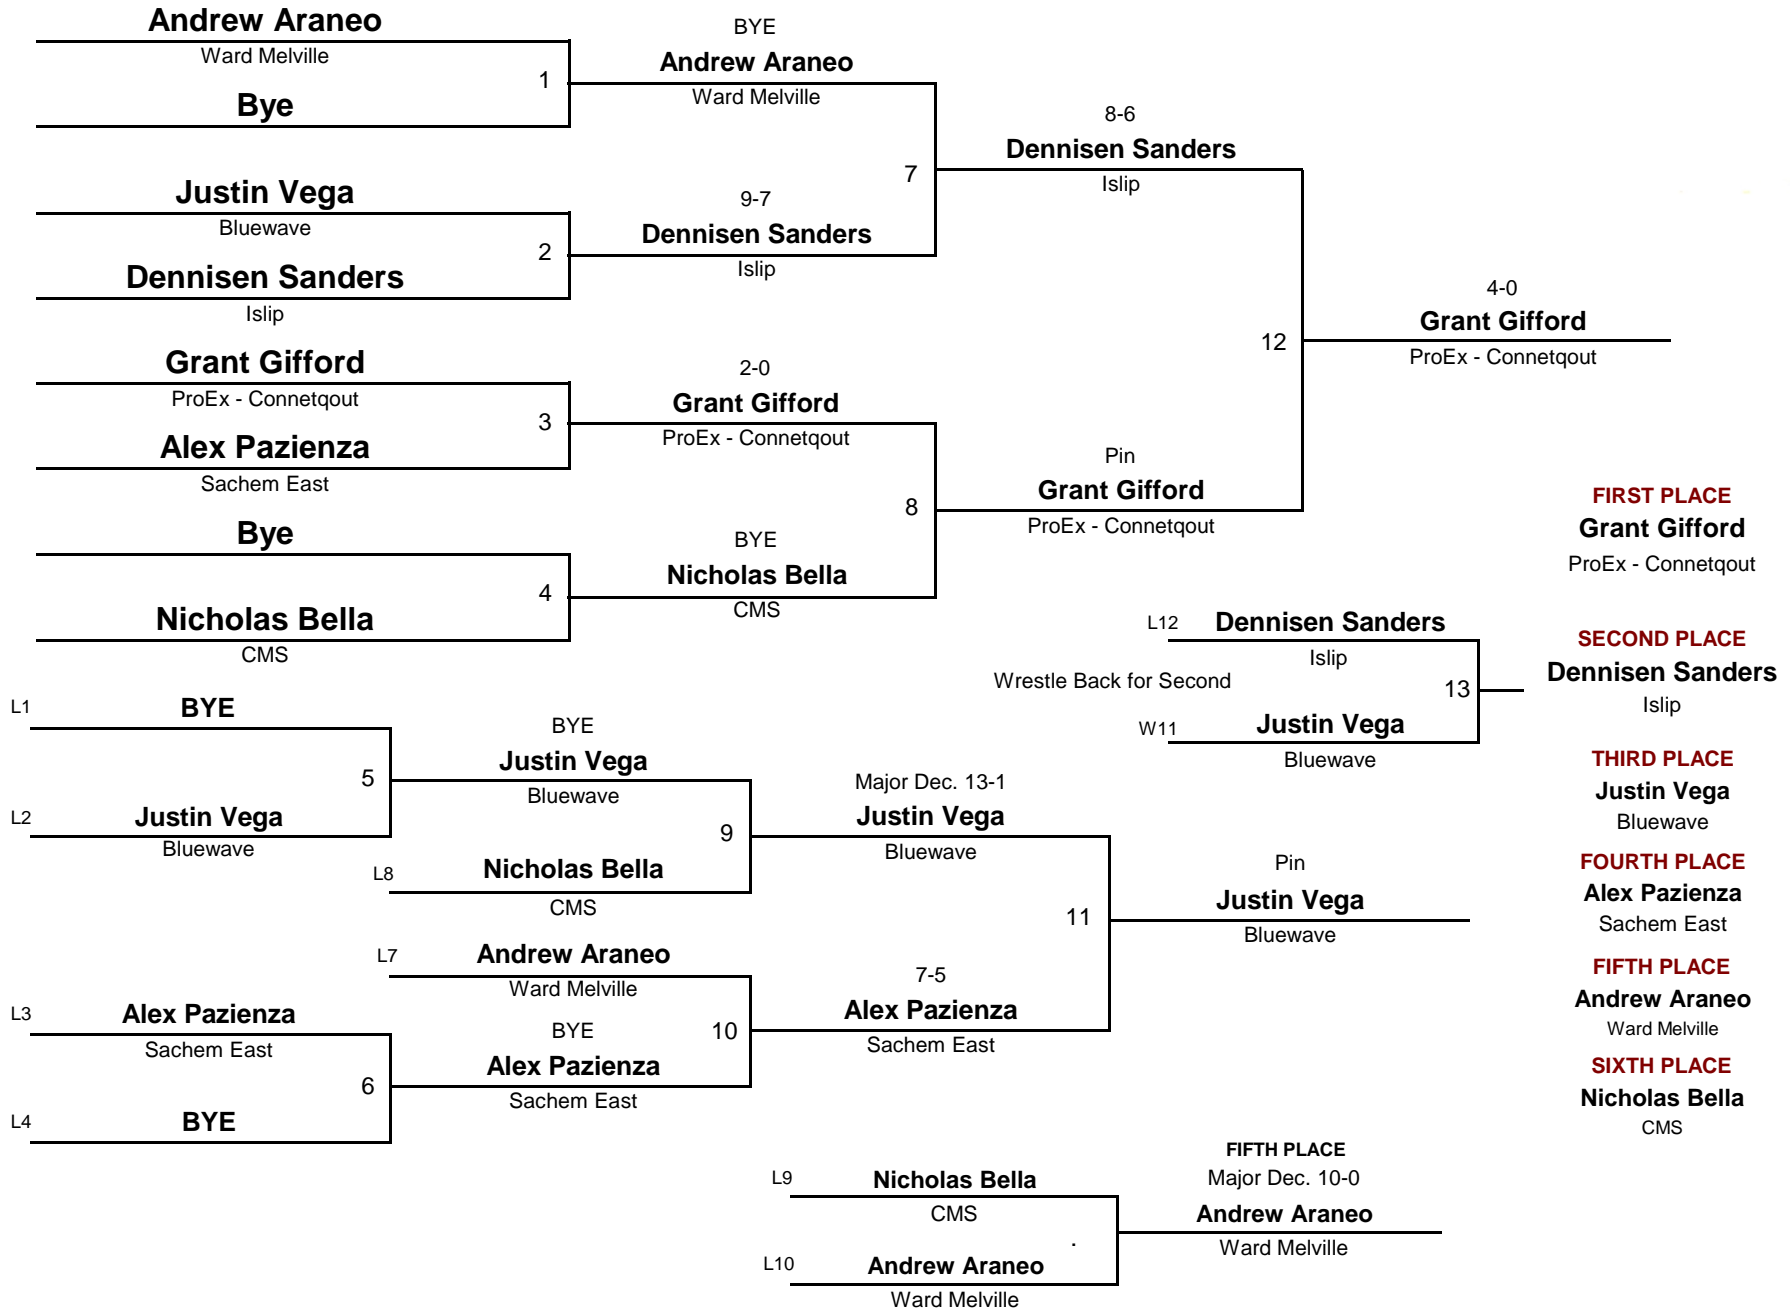 Andrew Araneo
Ward Melville
1
Bye
BYE
Andrew Araneo
Ward Melville
Justin Vega
Bluewave
2
Dennisen Sanders
Islip
9-7
Dennisen Sanders
Islip
7
8-6
Dennisen Sanders
Islip
Grant Gifford
ProEx - Connetqout
3
Alex Pazienza
Sachem East
2-0
Grant Gifford
ProEx - Connetqout
Bye
4
Nicholas Bella
CMS
BYE
Nicholas Bella
CMS
8
Pin
Grant Gifford
ProEx - Connetqout
12
4-0
Grant Gifford
ProEx - Connetqout
FIRST PLACE
Grant Gifford
ProEx - Connetqout
L12 Dennisen Sanders
Islip
Wrestle Back for Second
13
W11 Justin Vega
Bluewave
SECOND PLACE
Dennisen Sanders
Islip
THIRD PLACE
Justin Vega
Bluewave
FOURTH PLACE
Alex Pazienza
Sachem East
FIFTH PLACE
Andrew Araneo
Ward Melville
SIXTH PLACE
Nicholas Bella
CMS
L1 BYE
5
L2 Justin Vega
Bluewave
BYE
Justin Vega
Bluewave
9
L8 Nicholas Bella
CMS
Major Dec. 13-1
Justin Vega
Bluewave
L7 Andrew Araneo
Ward Melville
10
L3 Alex Pazienza
Sachem East
6
L4 BYE
BYE
Alex Pazienza
Sachem East
7-5
Alex Pazienza
Sachem East
11
Pin
Justin Vega
Bluewave
L9 Nicholas Bella
CMS
.
L10 Andrew Araneo
Ward Melville
FIFTH PLACE
Major Dec. 10-0
Andrew Araneo
Ward Melville